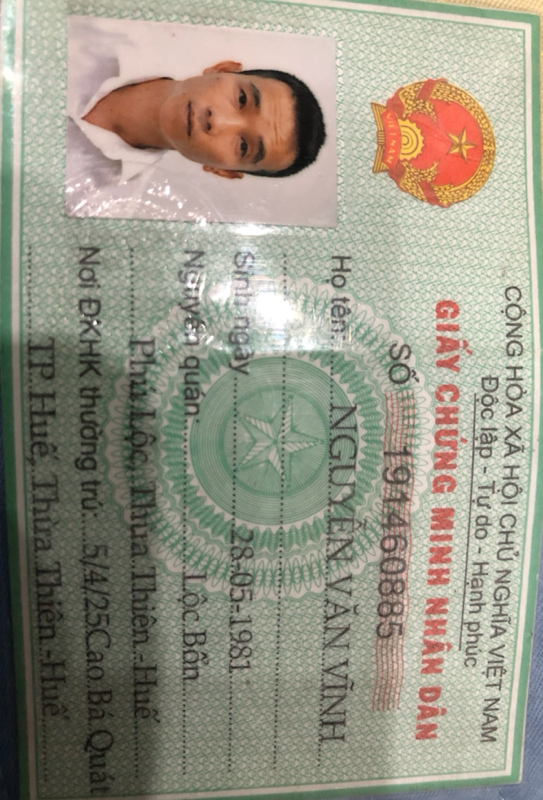 CỘNG HÒA XÃ HỘI CHỦ NGHĨA VIỆT NAM
Độc lập - Tự do - Hạnh phúc
GIẤY CHỨNG MINH NHÂN DÂN
SỐ 191460885
Họ tên: NGUYỄN VĂN VĨNH
Sinh ngày 28-05-1981
Nguyên quán Lộc Bổn
Phú Lộc, Thừa Thiên -Huế
Nơi ĐKHK thường trú 5/4/25Cao Bá Quát
TP Huế, Thừa Thiên -Huế
VIỆT NAM